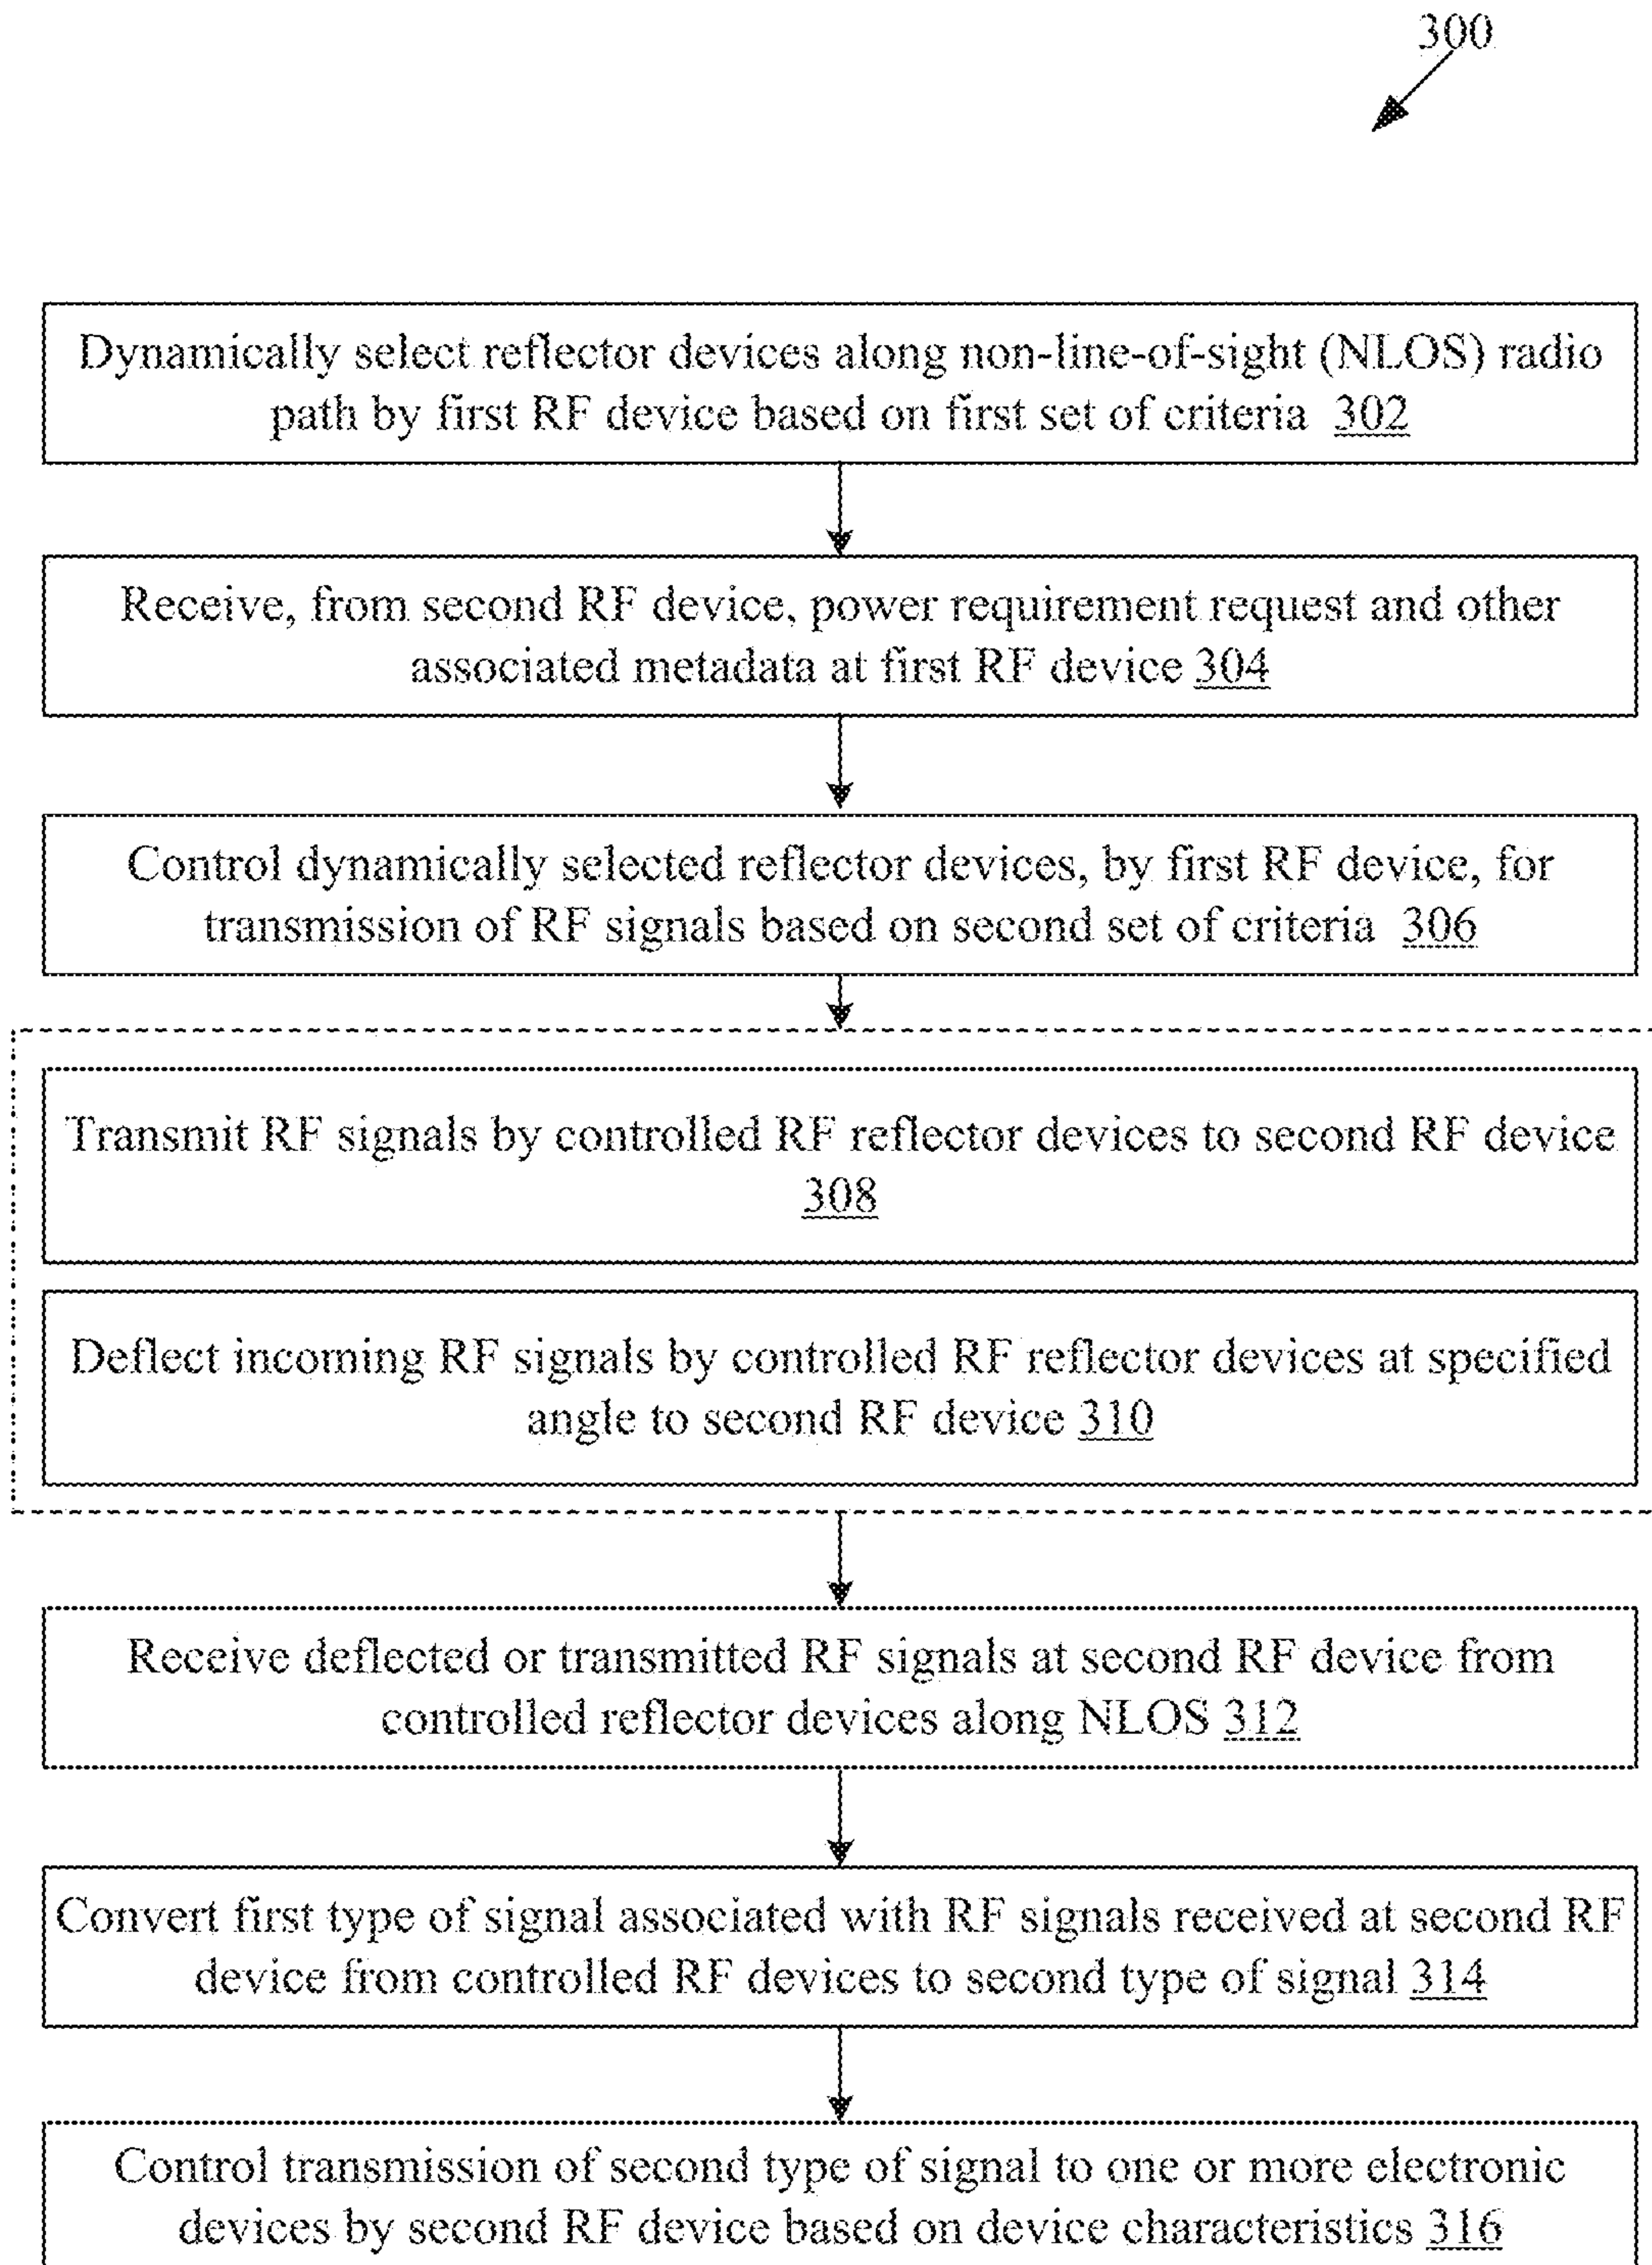 300
Dynamically select reflector devices along non-line-of-sight (NLOS) radio
path by first RF device based on first set of criteria 302
Receive, from second RF device, power requirement request and other
associated metadata at first RF device 304
Control dynamically selected reflector devices, by first RF device, for
transmission of RF signals based on second set of criteria 306
Transmit RF signals by controlled RF reflector devices to second RF device
308
Deflect incoming RF signals by controlled RF reflector devices at specified
angle to second RF device 310
Receive deflected or transmitted RF signals at second RF device from
controlled reflector devices along NLOS 312
Convert first type of signal associated with RF signals received at second RF
device from controlled RF devices to second type of signal 314
Control transmission of second type of signal to one or more electronic
devices by second RF device based on device characteristics 316